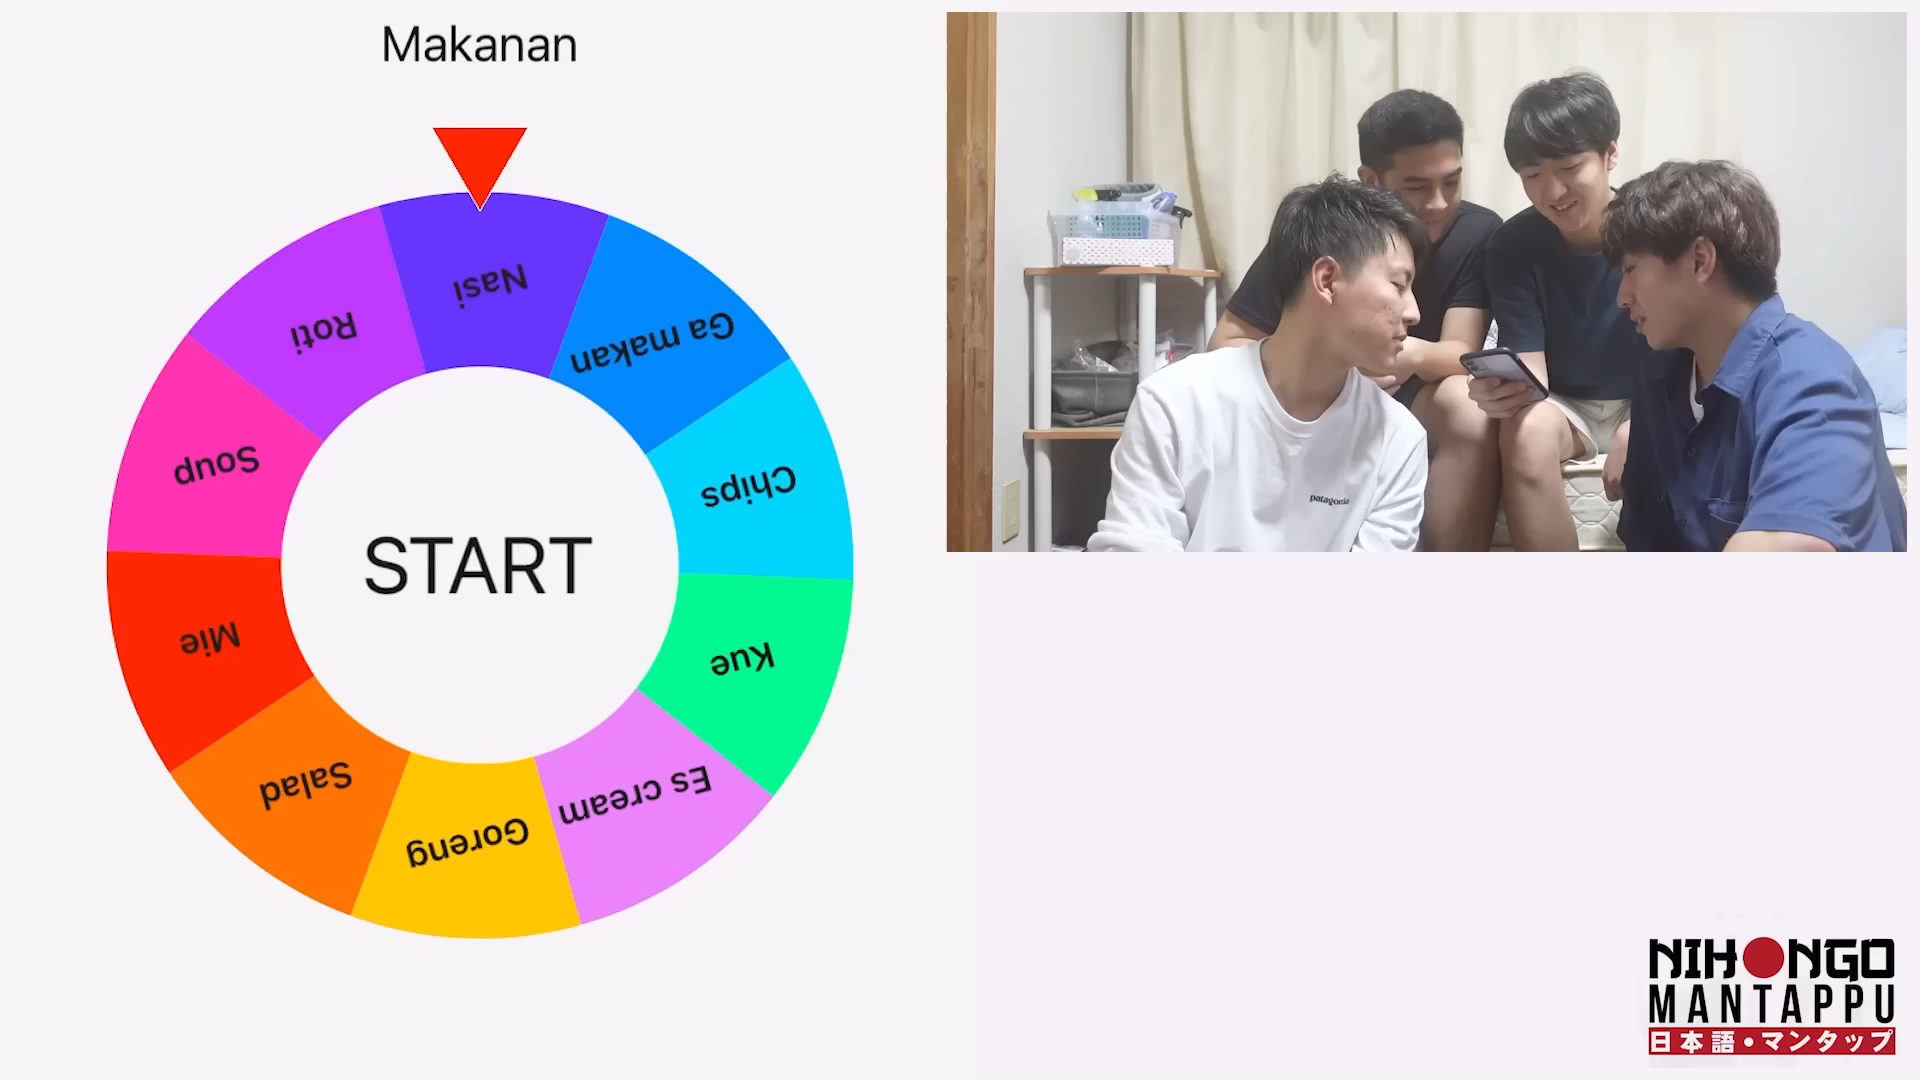 Makanan
Nasi
Ga makan
Chips
Kue
Es cream
Goreng
Salad
Mie
Soup
Roti
START
patagonia
NIHONGO
MANTAPPU
日本語・マンタップ